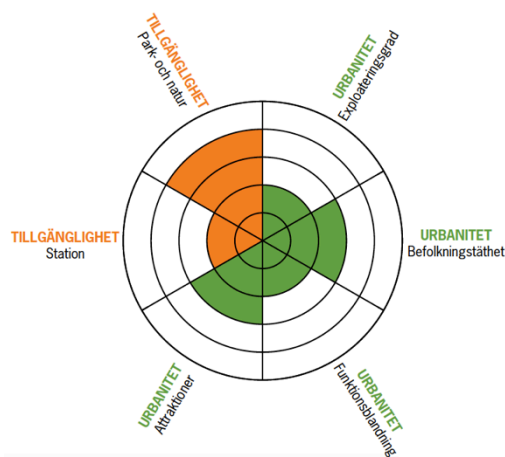 TILLGÄNGLIGHET
Park- och natur
URBANITET
Exploateringsgrad
TILLGÄNGLIGHET
Station
URBANITET
Befolkningstäthet
URBANITET
Attraktioner
URBANITET
Funktionsblandning